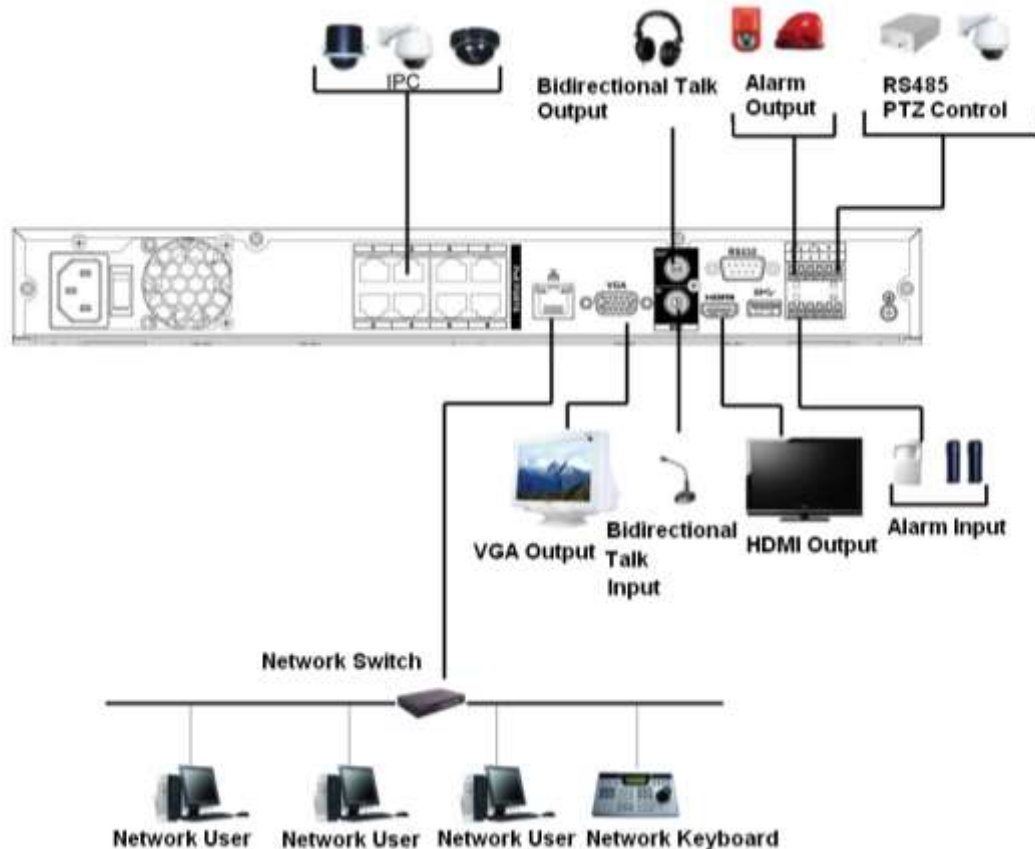 IPC
Bidirectional Talk
Output
Alarm
Output
RS485
PTZ Control
RS232
VGA
HDMI
VGA Output
Bidirectional
Talk
Input
HDMI Output
Alarm Input
Network Switch
Network User
Network User
Network User
Network Keyboard